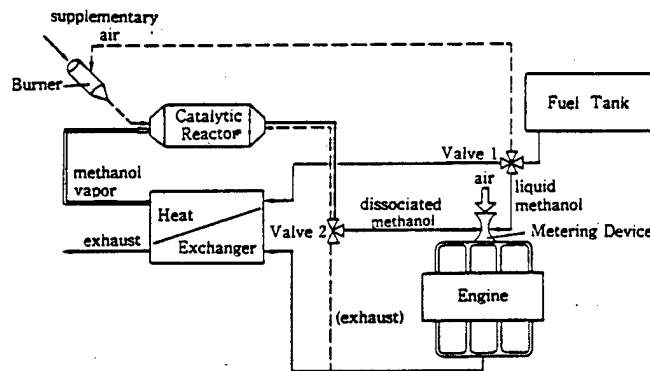 supplementary
air
Burner
Catalytic
Reactor
Fuel Tank
Valve 1
methanol
vapor
air
liquid
methanol
dissociated
methanol
Heat
Exchanger
Valve 2
Metering Device
exhaust
Engine
(exhaust)